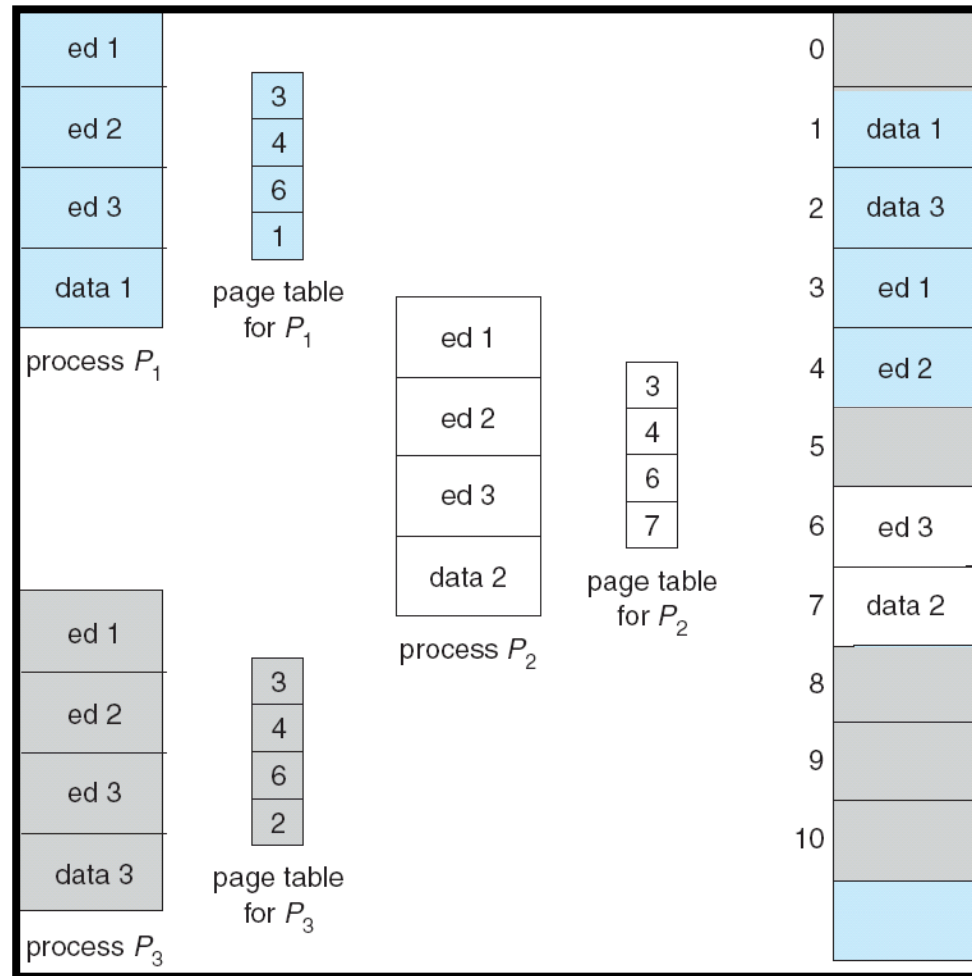 ed 1
ed 2
ed 3
data 1
process P1
3
4
6
1
page table
for P1
ed 1
ed 2
ed 3
data 2
process P2
3
4
6
7
page table
for P2
ed 1
ed 2
ed 3
data 3
process P3
3
4
6
2
page table
for P3
0
1 data 1
2 data 3
3 ed 1
4 ed 2
5
6 ed 3
7 data 2
8
9
10